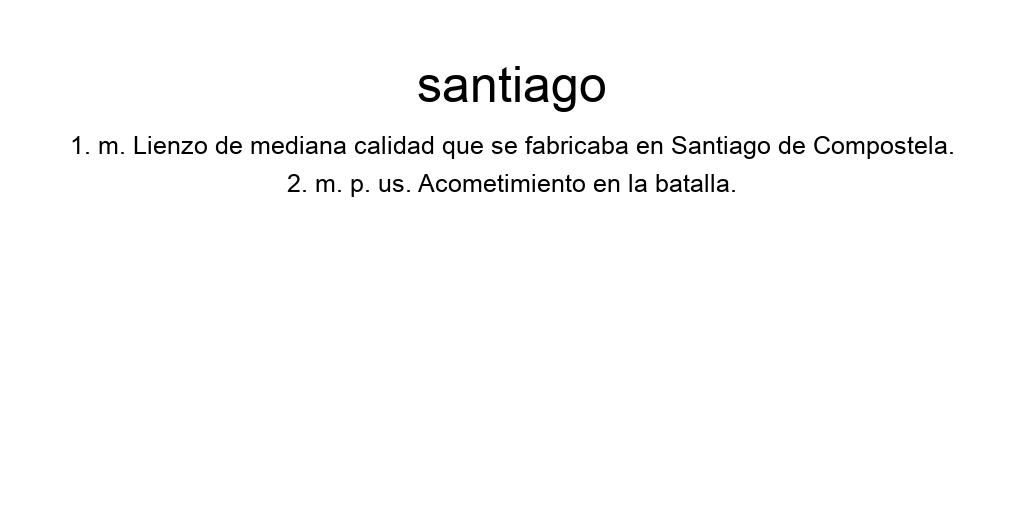 santiago
1. m. Lienzo de mediana calidad que se fabricaba en Santiago de Compostela.
2. m. p. us. Acometimiento en la batalla.